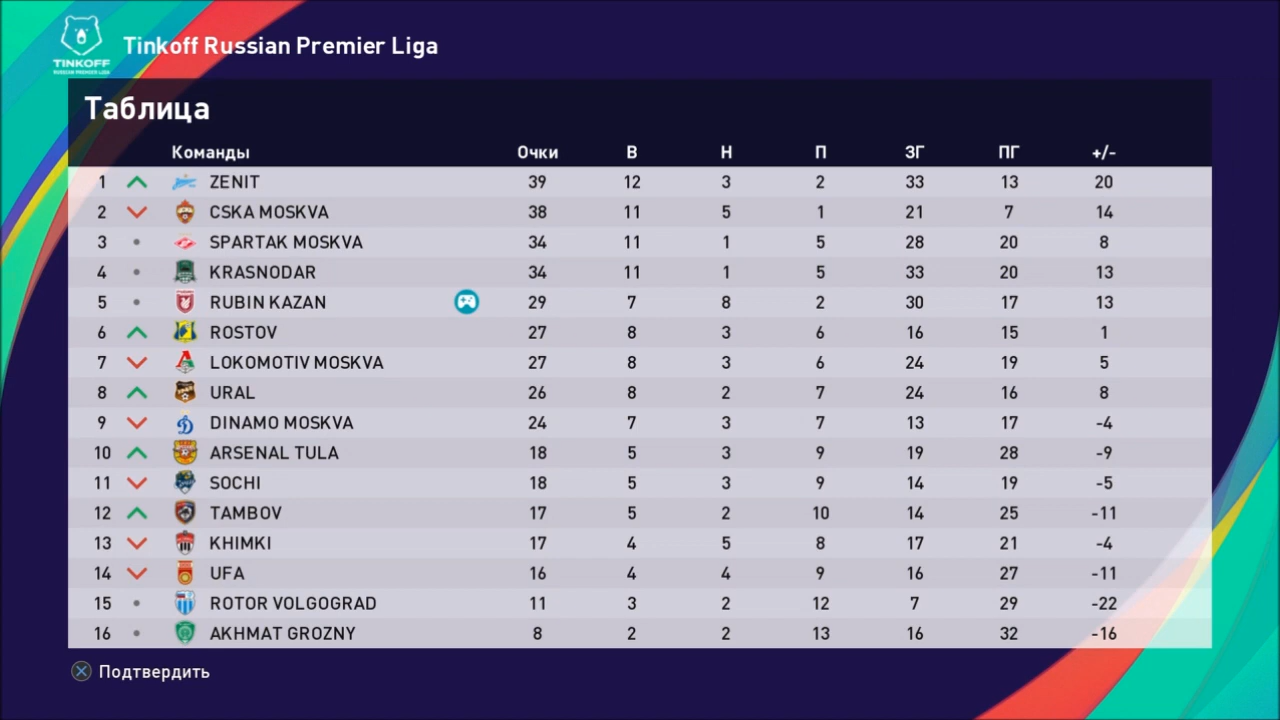 TINKOFF
RUSSIAN PREMIER LIGA
Tinkoff Russian Premier Liga
Таблица
Команды Очки В Н П ЗГ ПГ +/-
1 ZENIT 39 12 3 2 33 13 20
2 CSKA MOSKVA 38 11 5 1 21 7 14
3 SPARTAK MOSKVA 34 11 1 5 28 20 8
4 KRASNODAR 34 11 1 5 33 20 13
5 RUBIN KAZAN 29 7 8 2 30 17 13
6 ROSTOV 27 8 3 6 16 15 1
7 LOKOMOTIV MOSKVA 27 8 3 6 24 19 5
8 URAL 26 8 2 7 24 16 8
9 DINAMO MOSKVA 24 7 3 7 13 17 -4
10 ARSENAL TULA 18 5 3 9 19 28 -9
11 SOCHI 18 5 3 9 14 19 -5
12 TAMBOV 17 5 2 10 14 25 -11
13 KHIMKI 17 4 5 8 17 21 -4
14 UFA 16 4 4 9 16 27 -11
15 ROTOR VOLGOGRAD 11 3 2 12 7 29 -22
16 AKHMAT GROZNY 8 2 2 13 16 32 -16
Подтвердить